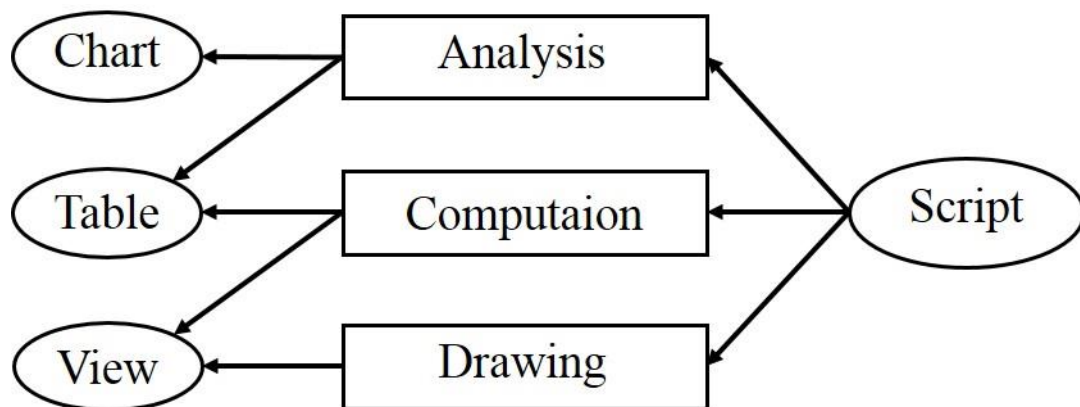 Chart
Analysis
Table
Computaion
Script
View
Drawing